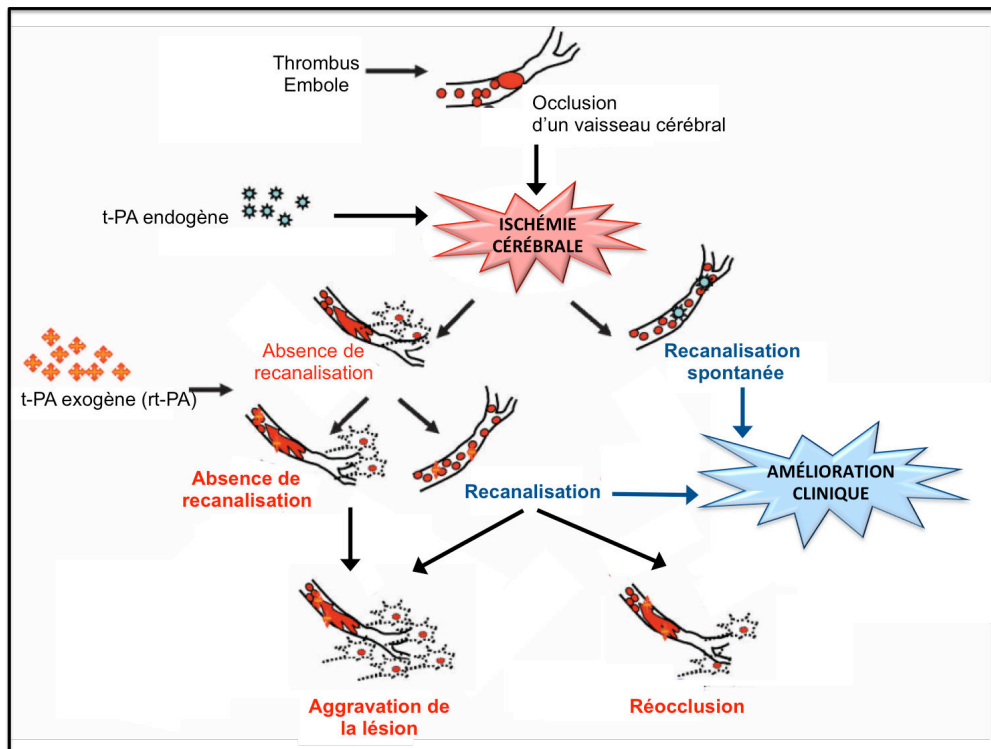 Thrombus
Embole
Occlusion
d'un vaisseau cérébral
t-PA endogène
ISCHÉMIE
CÉRÉBRALE
Absence de
recanalisation
Recanalisation
spontanée
t-PA exogène (rt-PA)
Absence de
recanalisation
Recanalisation
AMÉLIORATION
CLINIQUE
Aggravation de
la lésion
Réocclusion